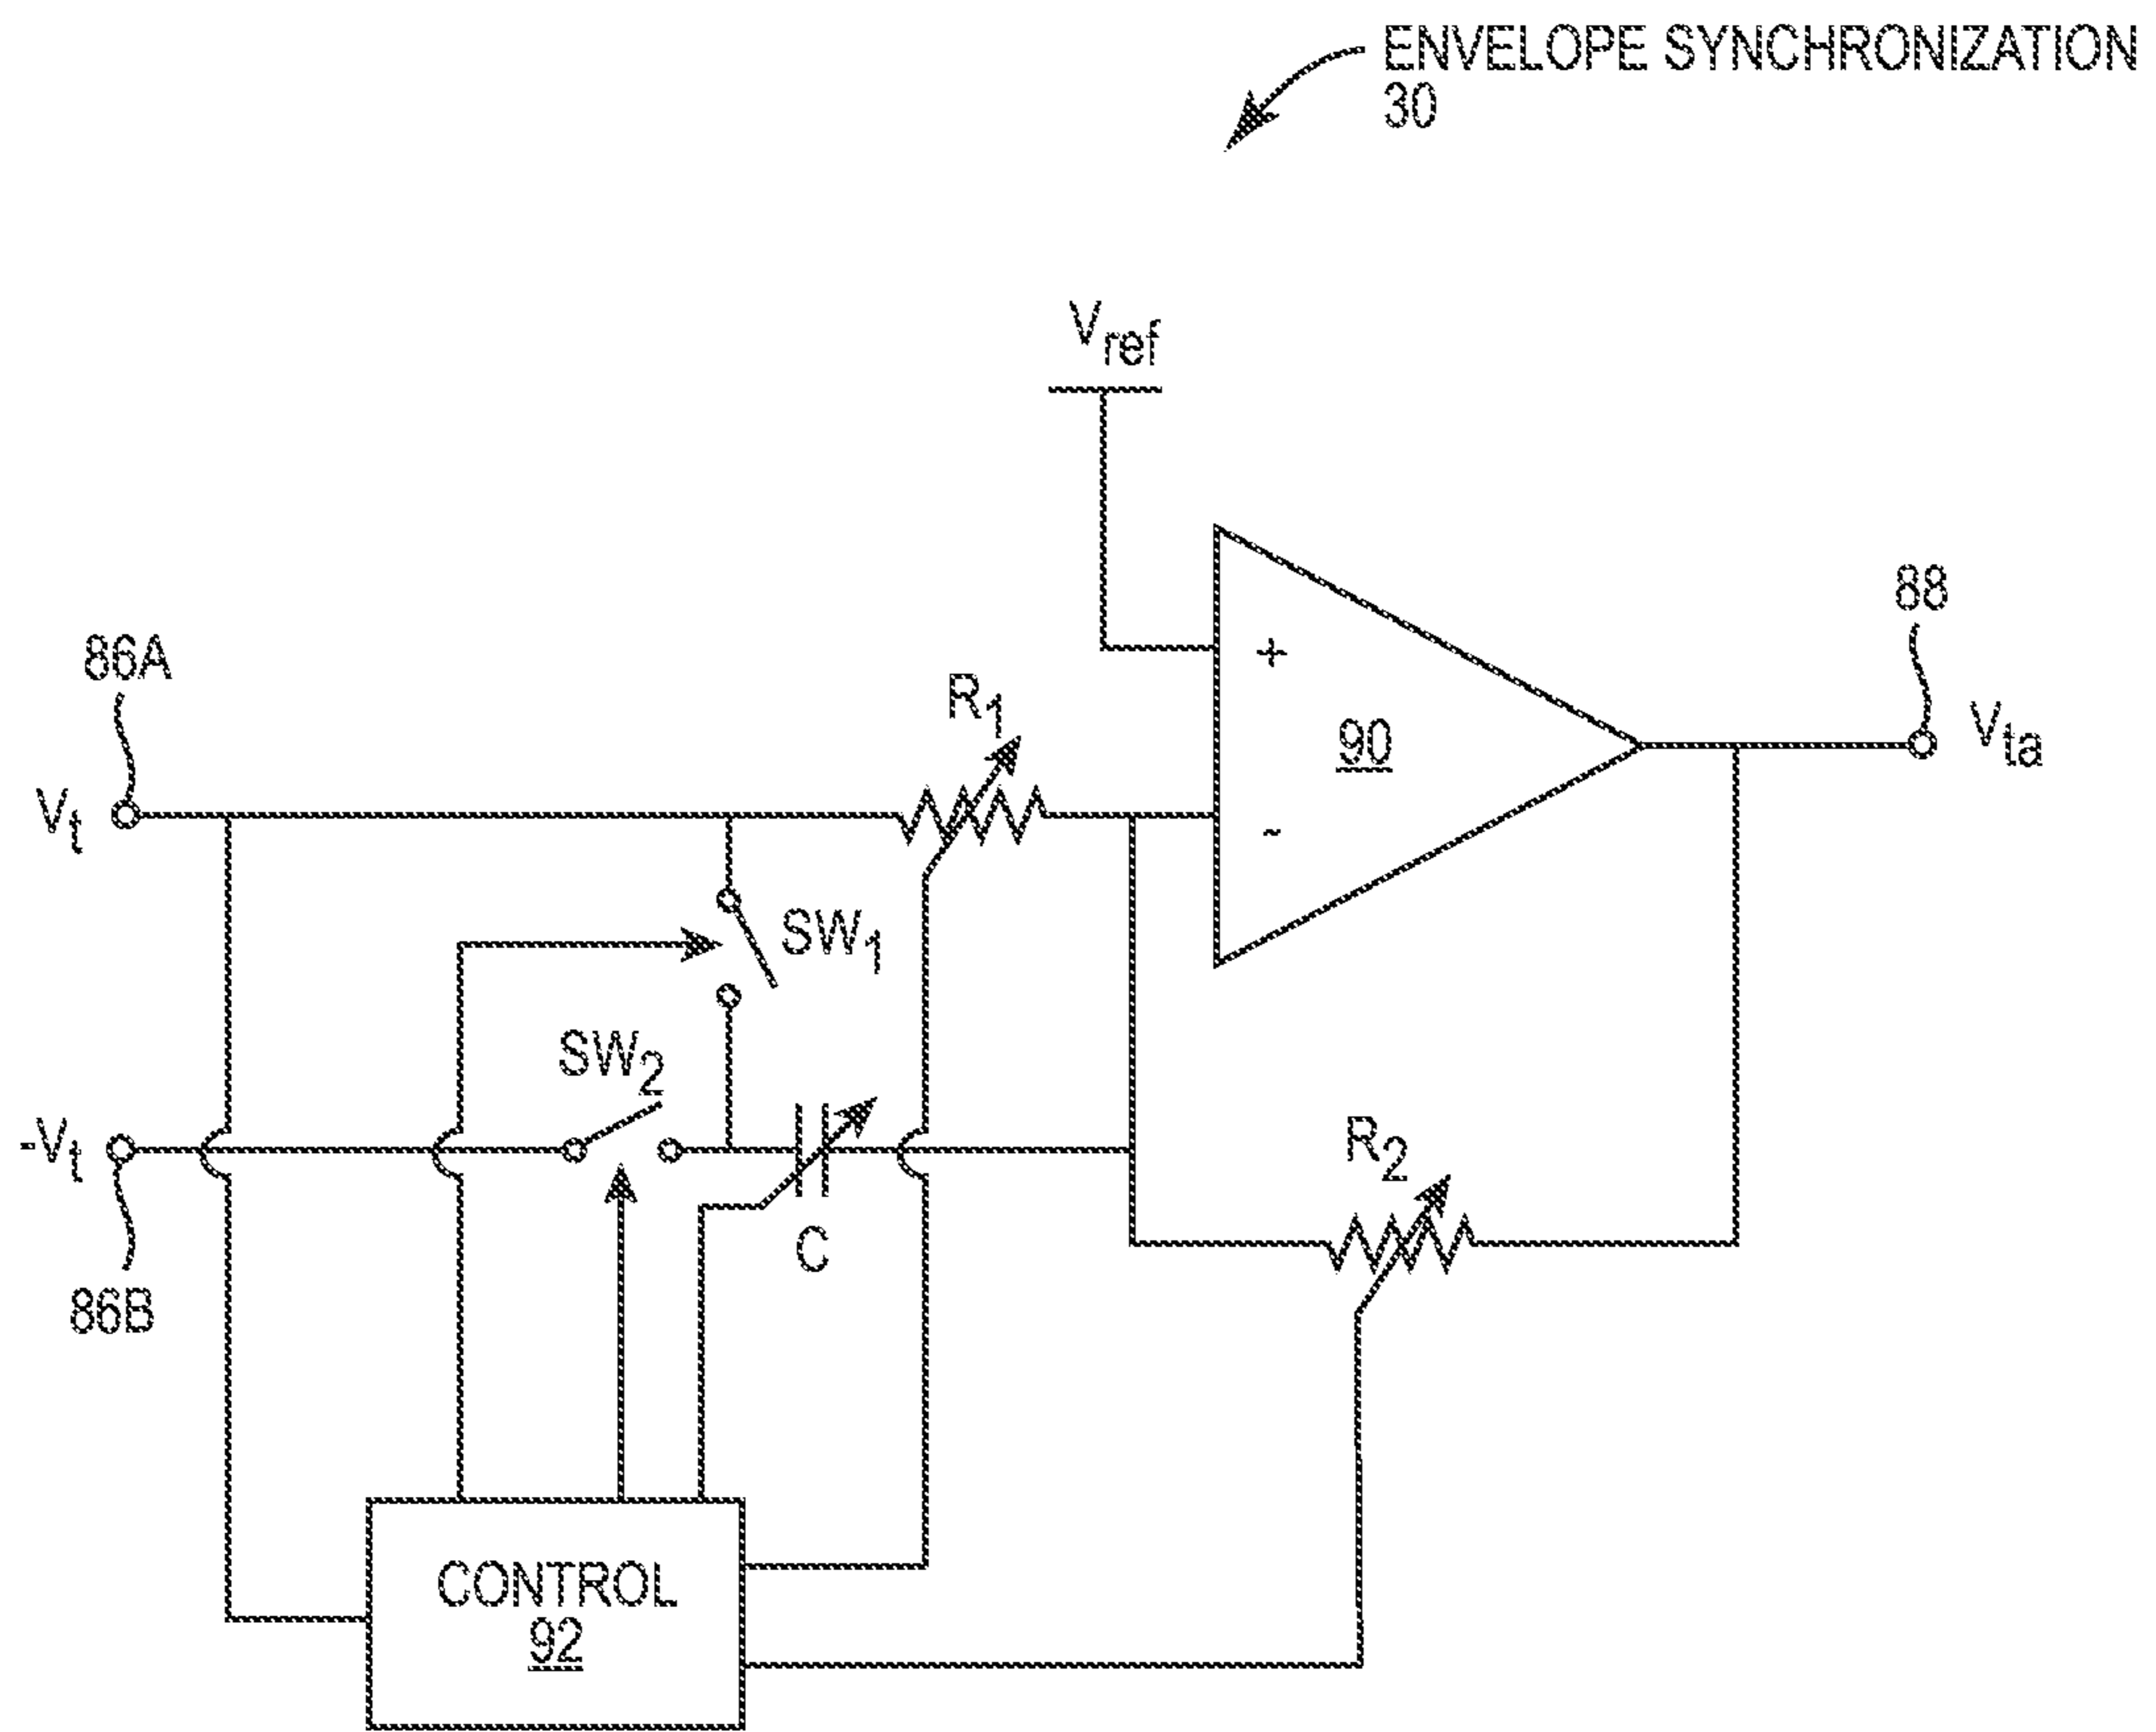 ENVELOPE SYNCHRONIZATION
30
Vref
88
86A
R1
+
90
Vta
Vt
-
SW1
SW2
-Vt
R2
C
86B
CONTROL
92